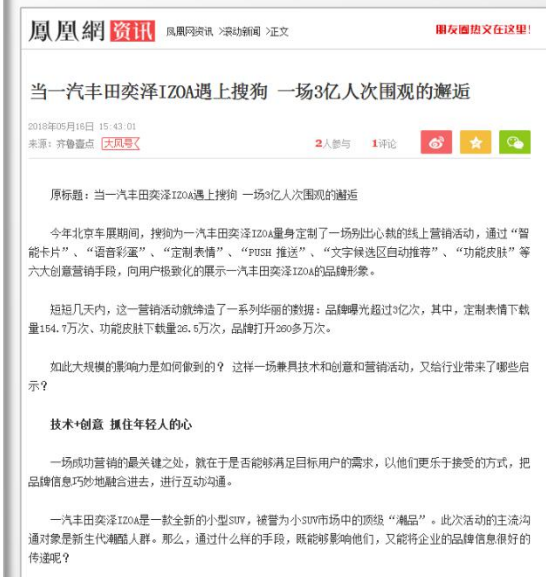 鳳凰網 资讯 凤凰网资讯 >滚动新闻 >正文 朋友圈热文在这里!
当一汽丰田奕泽IZOA遇上搜狗 一场3亿人次围观的邂逅
2018年05月16日 15:43:01
来源：齐鲁壹点 大风号 2人参与 1评论
原标题：当一汽丰田奕泽IZOA遇上搜狗 一场3亿人次围观的邂逅
今年北京车展期间，搜狗为一汽丰田奕泽IZOA量身定制了一场别出心裁的线上营销活动，通过“智
能卡片”、“语音彩蛋”、“定制表情”、“PUSH 推送”、“文字候选区自动推荐”、“功能皮肤”等
六大创意营销手段，向用户极致化的展示一汽丰田奕泽IZOA的品牌形象。
短短几天内，这一营销活动就缔造了一系列华丽的数据：品牌曝光超过3亿次，其中，定制表情下载
量154.7万次、功能皮肤下载量26.5万次，品牌打开260多万次。
如此大规模的影响力是如何做到的？ 这样一场兼具技术和创意和营销活动，又给行业带来了哪些启
示？
技术+创意 抓住年轻人的心
一场成功营销的最关键之处，就在于是否能够满足目标用户的需求，以他们更乐于接受的方式，把
品牌信息巧妙地融合进去，进行互动沟通。
一汽丰田奕泽IZOA是一款全新的小型SUV，被誉为小SUV市场中的顶级“潮品”。此次活动的主流沟
通对象是新生代潮酷人群。那么，通过什么样的手段，既能够影响他们，又能将企业的品牌信息很好的
传递呢？